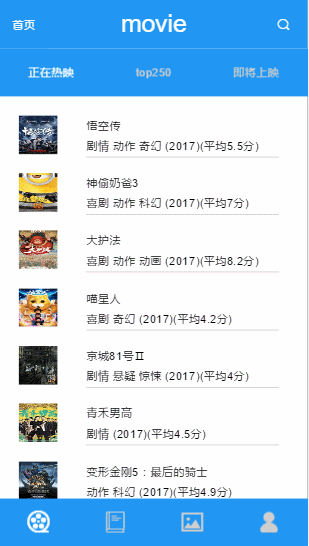 首页
movie
正在热映
top250
即将上映
悟空传
剧情 动作 奇幻 (2017)(平均5.5分)
神偷奶爸3
喜剧 动作 科幻 (2017)(平均7分)
大护法
喜剧 动作 动画 (2017)(平均8.2分)
喵星人
喜剧 奇幻 (2017)(平均4.2分)
京城81号Ⅱ
剧情 悬疑 惊悚 (2017)(平均4分)
青禾男高
剧情 (2017)(平均4.5分)
变形金刚5：最后的骑士
动作 科幻 (2017)(平均4.9分)